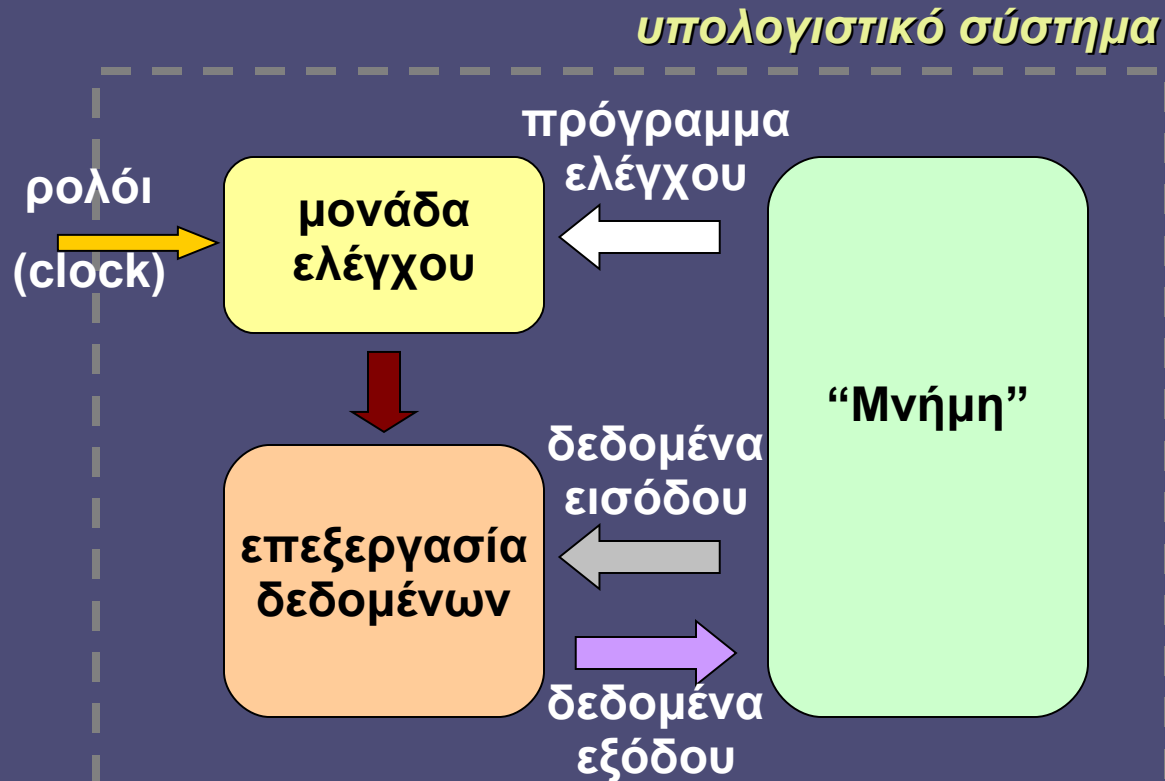 υπολογιστικό σύστημα
πρόγραμμα
ελέγχου
ρολόι
(clock)
μονάδα
ελέγχου
“Μνήμη”
δεδομένα
εισόδου
επεξεργασία
δεδομένων
δεδομένα
εξόδου